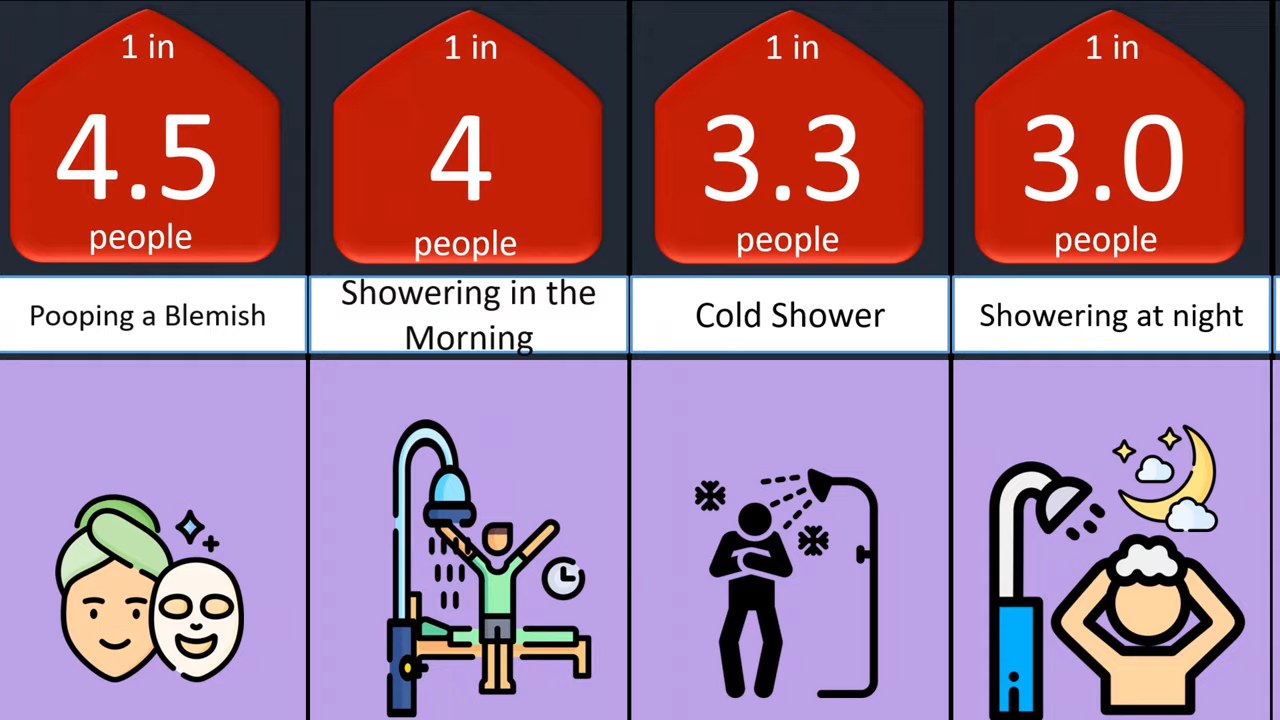 1 in
4.5
people
Pooping a Blemish
1 in
4
people
Showering in the
Morning
1 in
3.3
people
Cold Shower
1 in
3.0
people
Showering at night